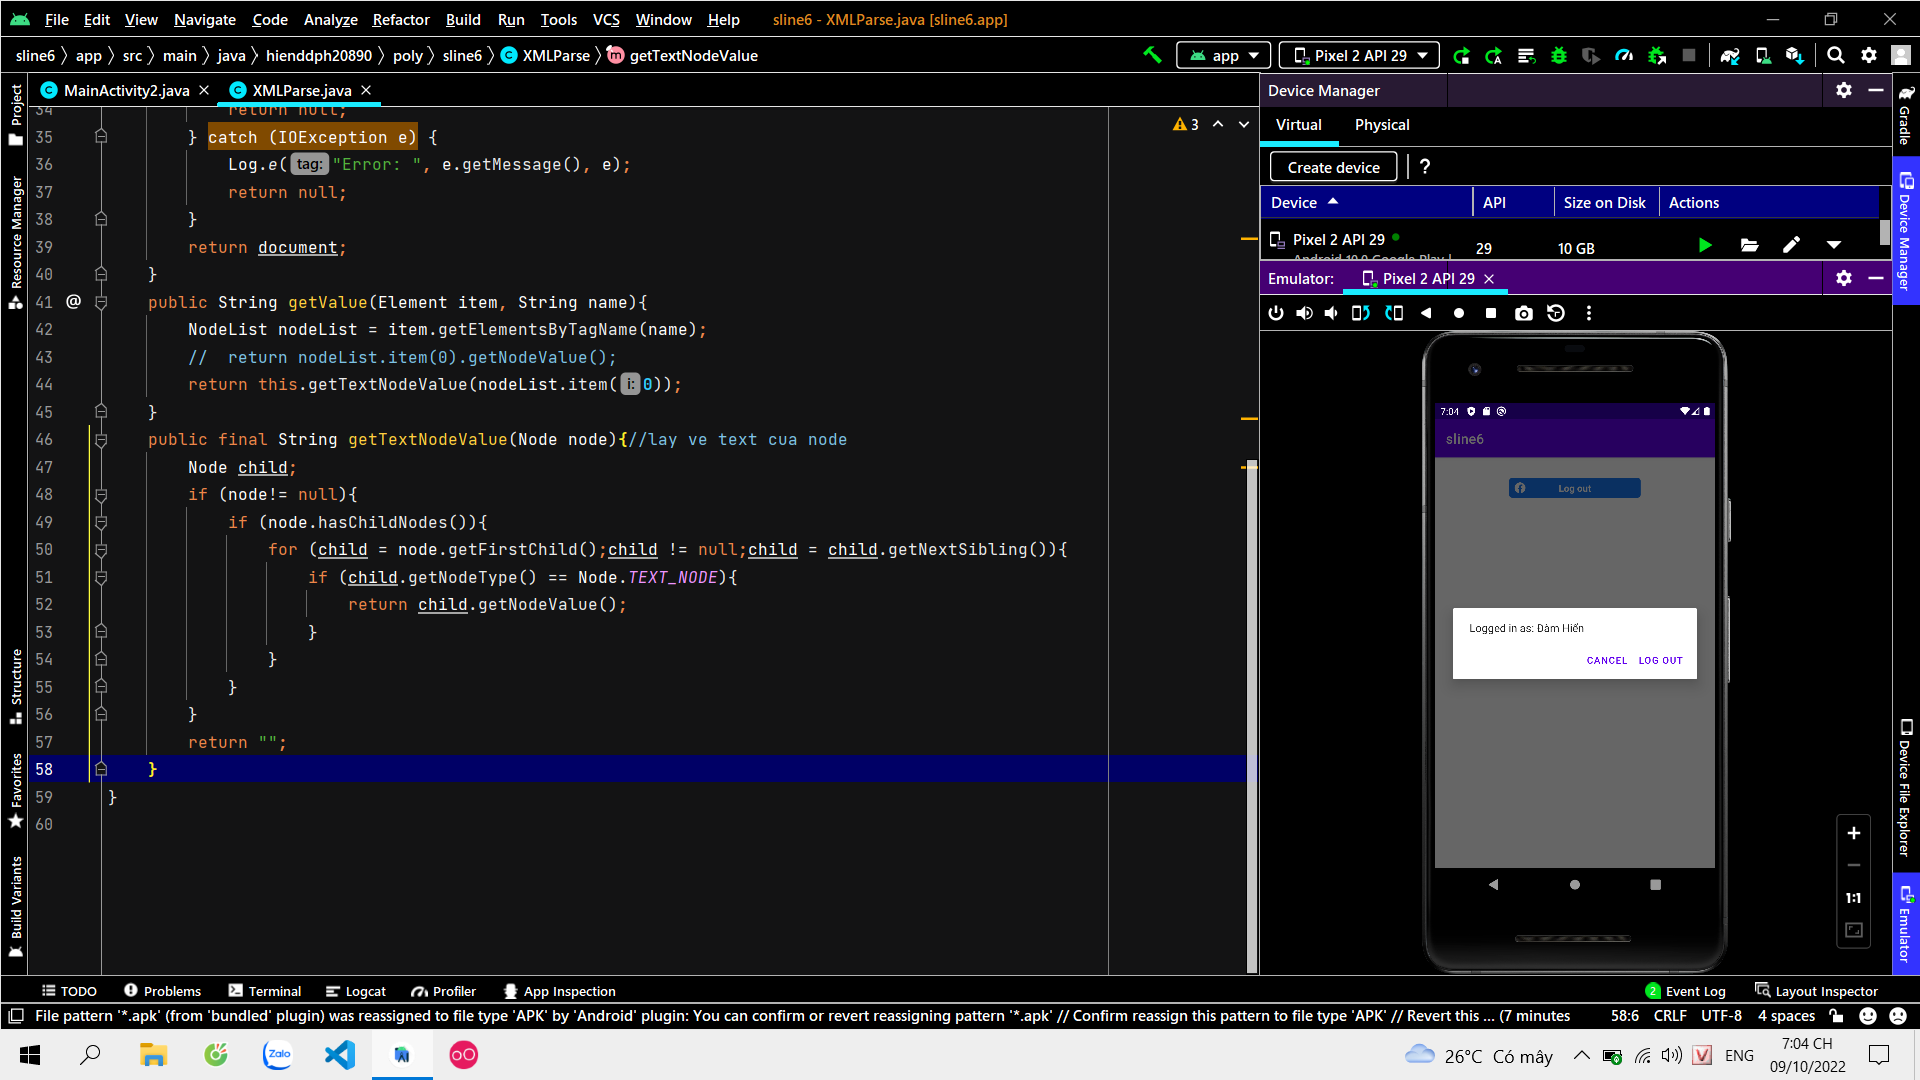 File Edit View Navigate Code Analyze Refactor Build Run Tools VCS Window Help sline6 - XMLParse.java [sline6.app]
sline6 app src main java hienddph20890 poly sline6 XMLParse getTextNodeValue app Pixel 2 API 29
MainActivity2.java XMLParse.java
34 return null;
35 } catch (IOException e) {
36 Log.e( tag: "Error: ", e.getMessage(), e);
37 return null;
38 }
39 return document;
40 }
41 public String getValue(Element item, String name){
42 NodeList nodeList = item.getElementsByTagName(name);
43 // return nodeList.item(0).getNodeValue();
44 return this.getTextNodeValue(nodeList.item( i: 0));
45 }
46 public final String getTextNodeValue(Node node){//lay ve text cua node
47 Node child;
48 if (node!= null){
49 if (node.hasChildNodes()){
50 for (child = node.getFirstChild();child != null;child = child.getNextSibling()){
51 if (child.getNodeType() == Node.TEXT_NODE){
52 return child.getNodeValue();
53 }
54 }
55 }
56 }
57 return "";
58 }
59 }
60
3
Project
Resource Manager
Structure
Favorites
Build Variants
Device Manager
Virtual Physical
Create device ?
Device API Size on Disk Actions
Pixel 2 API 29 29 10 GB
Android 10.0 Google Play |
Emulator: Pixel 2 API 29
7:04
sline6
Log out
Logged in as: Đàm Hiển
CANCEL LOG OUT
1:1
Gradle
Device Manager
Device File Explorer
Emulator
TODO Problems Terminal Logcat Profiler App Inspection 2 Event Log Layout Inspector
File pattern '*.apk' (from 'bundled' plugin) was reassigned to file type 'APK' by 'Android' plugin: You can confirm or revert reassigning pattern '*.apk' // Confirm reassign this pattern to file type 'APK' // Revert this ... (7 minutes 58:6 CRLF UTF-8 4 spaces
Zalo 26°C Có mây ENG 7:04 CH
09/10/2022